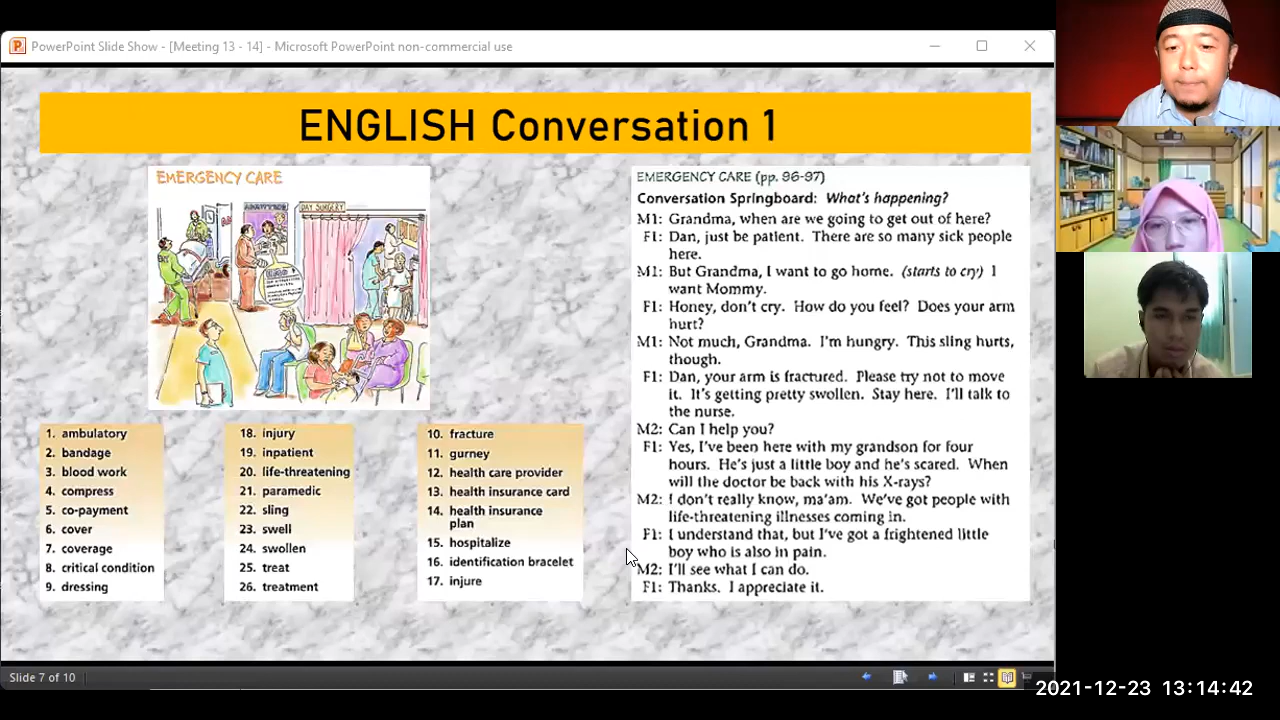 PowerPoint Slide Show - [Meeting 13 - 14] - Microsoft PowerPoint non-commercial use
ENGLISH Conversation 1
EMERGENCY CARE
ADMITTING
DAY SURGERY
1. ambulatory
2. bandage
3. blood work
4. compress
5. co-payment
6. cover
7. coverage
8. critical condition
9. dressing
18. injury
19. inpatient
20. life-threatening
21. paramedic
22. sling
23. swell
24. swollen
25. treat
26. treatment
10. fracture
11. gurney
12. health care provider
13. health insurance card
14. health insurance
plan
15. hospitalize
16. identification bracelet
17. injure
EMERGENCY CARE (pp. 96-97)
Conversation Springboard: What's happening?
M1: Grandma, when are we going to get out of here?
F1: Dan, just be patient. There are so many sick people
here.
M1: But Grandma, I want to go home. (starts to cry) I
want Mommy.
F1: Honey, don't cry. How do you feel? Does your arm
hurt?
M1: Not much, Grandma. I'm hungry. This sling hurts,
though.
F1: Dan, your arm is fractured. Please try not to move
it. It's getting pretty swollen. Stay here. I'll talk to
the nurse.
M2: Can I help you?
F1: Yes, I've been here with my grandson for four
hours. He's just a little boy and he's scared. When
will the doctor be back with his X-rays?
M2: I don't really know, ma'am. We've got people with
life-threatening illnesses coming in.
F1: I understand that, but I've got a frightened little
boy who is also in pain.
M2: I'll see what I can do.
F1: Thanks. I appreciate it.
Slide 7 of 10
2021-12-23 13:14:42